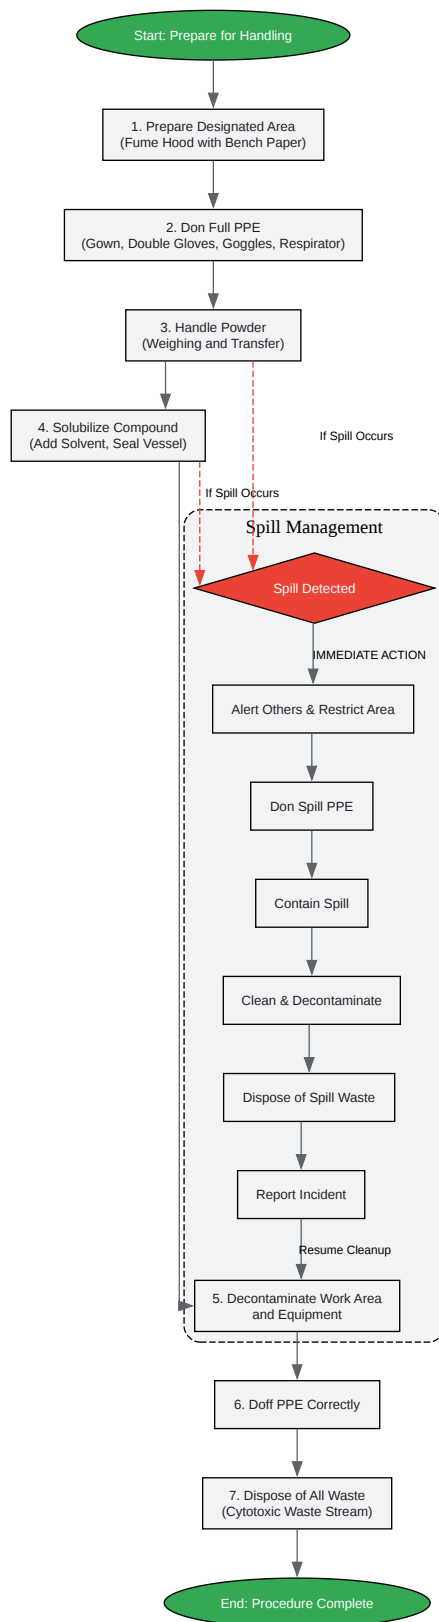 Start: Prepare for Handling
1. Prepare Designated Area
(Fume Hood with Bench Paper)
2. Don Full PPE
(Gown, Double Gloves, Goggles, Respirator)
3. Handle Powder
(Weighing and Transfer)
4. Solubilize Compound
(Add Solvent, Seal Vessel)
If Spill Occurs
If Spill Occurs
Spill Management
Spill Detected
IMMEDIATE ACTION
Alert Others & Restrict Area
Don Spill PPE
Contain Spill
Clean & Decontaminate
Dispose of Spill Waste
Report Incident
Resume Cleanup
5. Decontaminate Work Area
and Equipment
6. Doff PPE Correctly
7. Dispose of All Waste
(Cytotoxic Waste Stream)
End: Procedure Complete